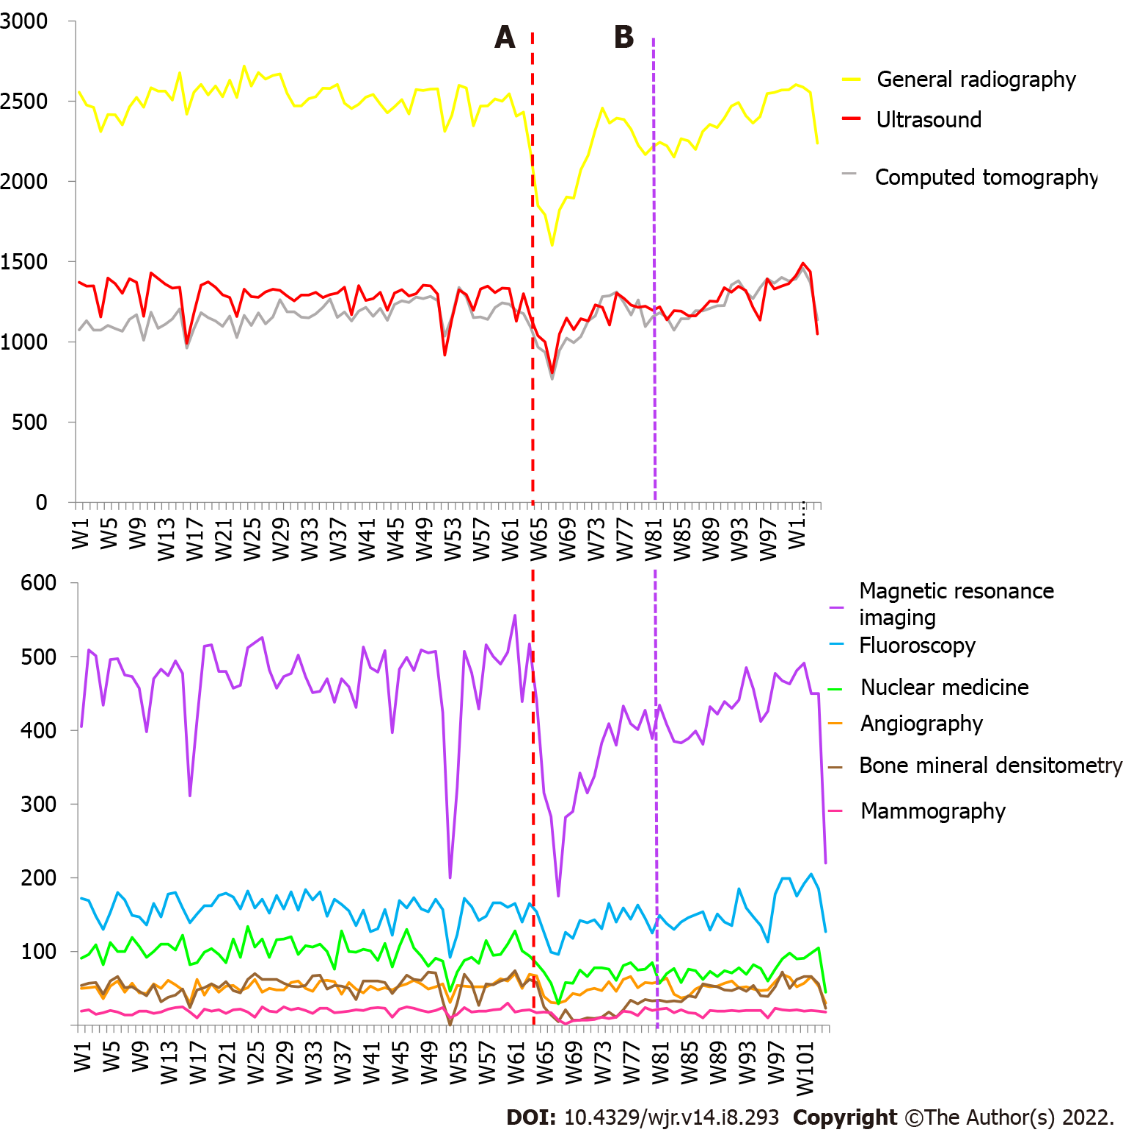 A B
3000
2500
2000
1500
1000
500
0
General radiography
Ultrasound
Computed tomography
W1 W5 W9 W13 W17 W21 W25 W29 W33 W37 W41 W45 W49 W53 W57 W61 W65 W69 W73 W77 W81 W85 W89 W93 W97 W1...
600
500
400
300
200
100
Magnetic resonance
imaging
Fluoroscopy
Nuclear medicine
Angiography
Bone mineral densitometry
Mammography
W1 W5 W9 W13 W17 W21 W25 W29 W33 W37 W41 W45 W49 W53 W57 W61 W65 W69 W73 W77 W81 W85 W89 W93 W97 W101
DOI: 10.4329/wjr.v14.i8.293 Copyright ©The Author(s) 2022.